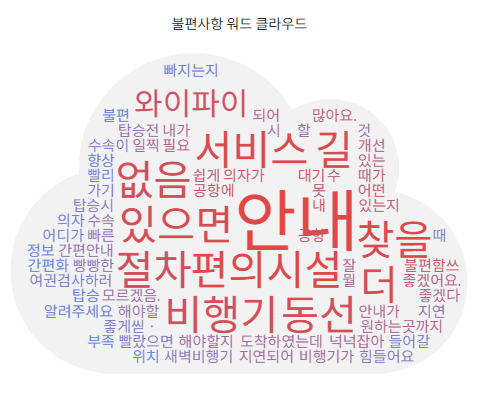 불편사항 워드 클라우드
빠지는지
와이파이
불편 되어 많아요.
탑승전 내가 시 할 것
수속이 일찍 필요 서비스 길 개선
향상 있는
빨리 없음 쉽게 의자가 대기수 때가
가기 공항에 못 어떤
탑승시 안내 내 있는지
의자 수속 있으면
어디가 빠른 공항 찾을 때
정보 간편안내
간편화 빵빵한 절차 편의시설 잘 더 불편함쓰
여권검사하러 뭘 좋겠어요.
탑승 모르겠음. 좋겠다
알려주세요 해야할 비행기 동선 안내가 지연
좋게씯 · 원하는곳까지
부족 빨랐으면 해야할지 도착하였는데 넉넉잡아 들어갈
위치 새벽비행기 지연되어 비행기가 힘들어요